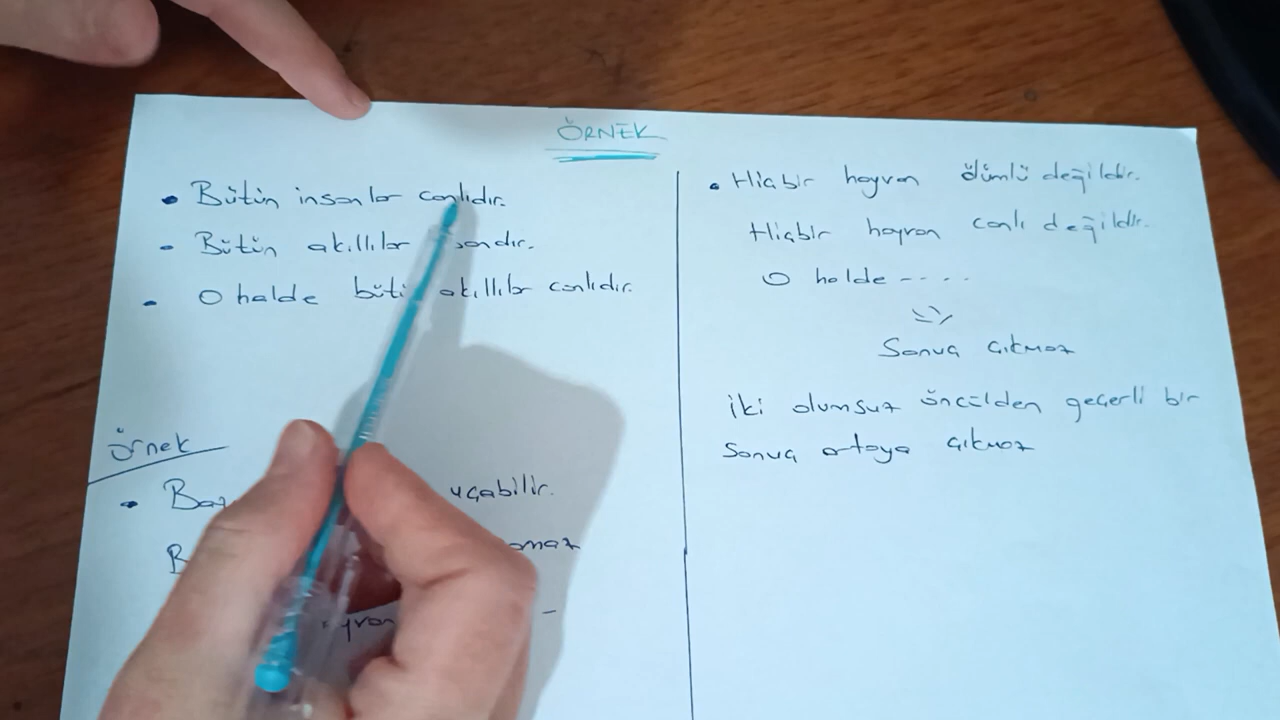 ÖRNEK
• Bütün insanlar canlıdır.
- Bütün akıllılar
- O halde akıllılar canlıdır.
Örnek
• uçabilir.
• Hiçbir hayvan ölümlü değildir.
Hiçbir hayvan canlı değildir.
O halde ----
Sonuç çıkmaz
İki olumsuz öncülden geçerli bir
Sonuç ortaya çıkmaz